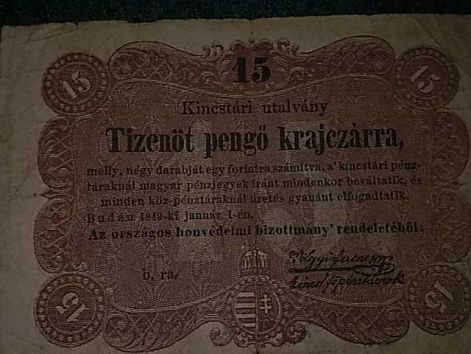 15
15 15
Kincstári utalvány
Tizenöt pengő krajczárra,
melly, négy darabját egy forintra számítva, a' kincstári pénz-
táraknál magyar pénzjegyek iránt mindenkor beváltatik, és
minden köz-pénztáraknál fizetés gyanánt elfogadtatik.
Budán 1849-ki január 1-én.
Az országos honvédelmi bizottmány' rendeletéből:
b. ra.
15 15